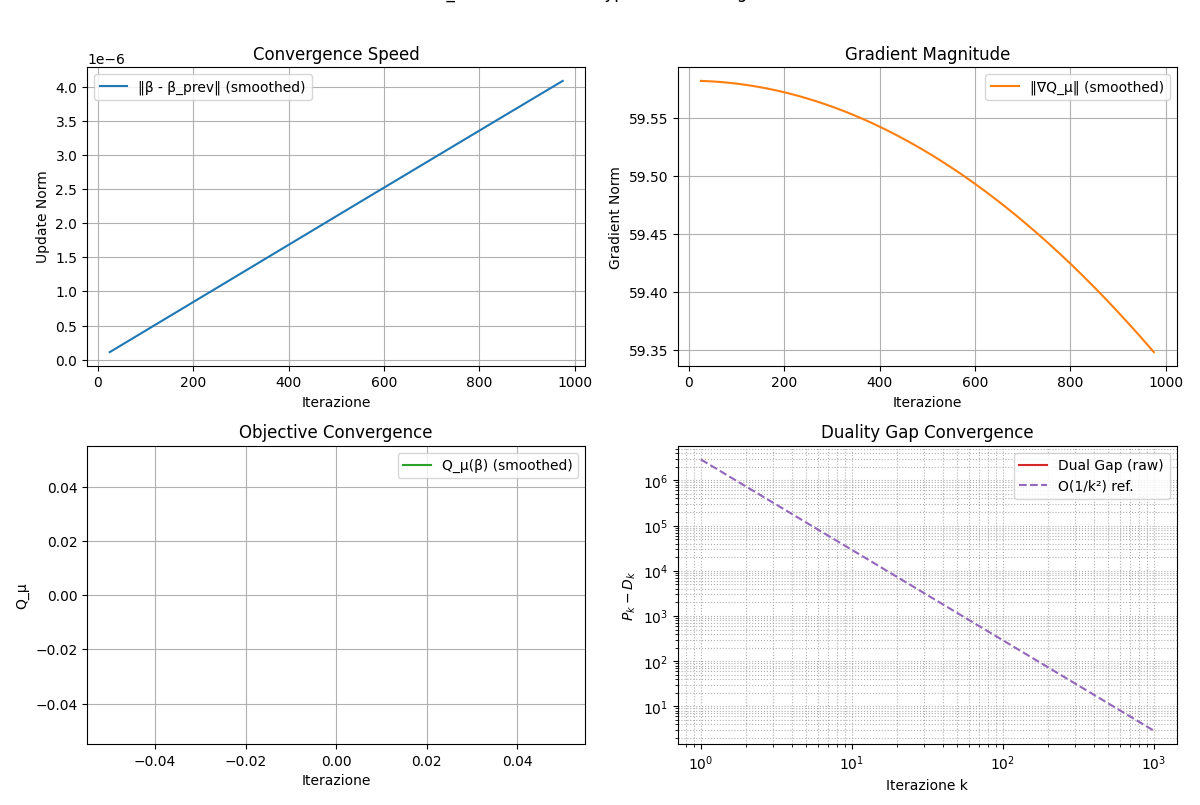 Convergence Speed
1e−6
‖β - β_prev‖ (smoothed)
4.0
3.5
3.0
2.5
2.0
1.5
1.0
0.5
0.0
Update Norm
0 200 400 600 800 1000
Iterazione
Gradient Magnitude
‖∇Q_μ‖ (smoothed)
59.55
59.50
59.45
59.40
59.35
Gradient Norm
0 200 400 600 800 1000
Iterazione
Objective Convergence
Q_μ(β) (smoothed)
0.04
0.02
0.00
−0.02
−0.04
Q_μ
−0.04 −0.02 0.00 0.02 0.04
Iterazione
Duality Gap Convergence
Dual Gap (raw)
O(1/k²) ref.
10⁶
10⁵
10⁴
10³
10²
10¹
Pₖ − Dₖ
10⁰ 10¹ 10² 10³
Iterazione k